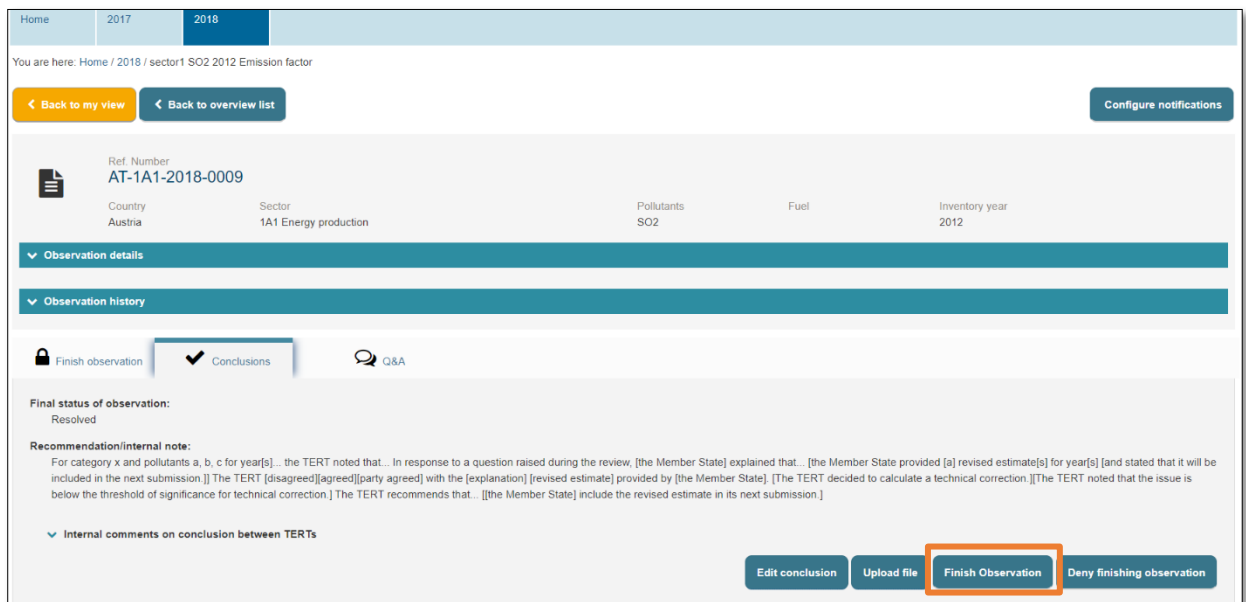 Home 2017 2018
You are here: Home / 2018 / sector1 SO2 2012 Emission factor
Back to my view Back to overview list Configure notifications
Ref. Number
AT-1A1-2018-0009
Country Sector Pollutants Fuel Inventory year
Austria 1A1 Energy production SO2 2012
Observation details
Observation history
Finish observation Conclusions Q&A
Final status of observation:
Resolved
Recommendation/internal note:
For category x and pollutants a, b, c for year[s]... the TERT noted that... In response to a question raised during the review, [the Member State] explained that... [the Member State provided [a] revised estimate[s] for year[s] [and stated that it will be
included in the next submission.]] The TERT [disagreed][agreed][party agreed] with the [explanation] [revised estimate] provided by [the Member State]. [The TERT decided to calculate a technical correction.][The TERT noted that the issue is
below the threshold of significance for technical correction.] The TERT recommends that... [[the Member State] include the revised estimate in its next submission.]
Internal comments on conclusion between TERTs
Edit conclusion Upload file Finish Observation Deny finishing observation